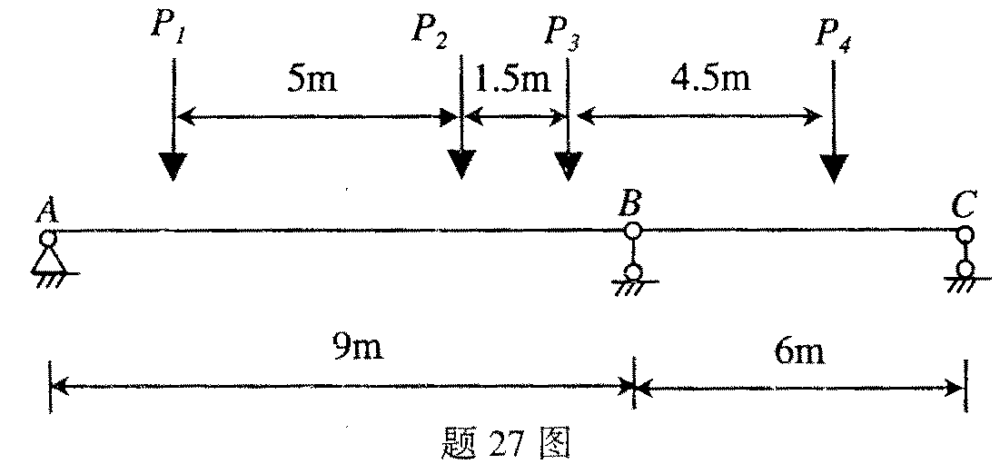 P1 P2 P3 P4
5m 1.5m 4.5m
A B C
9m 6m
题 27 图